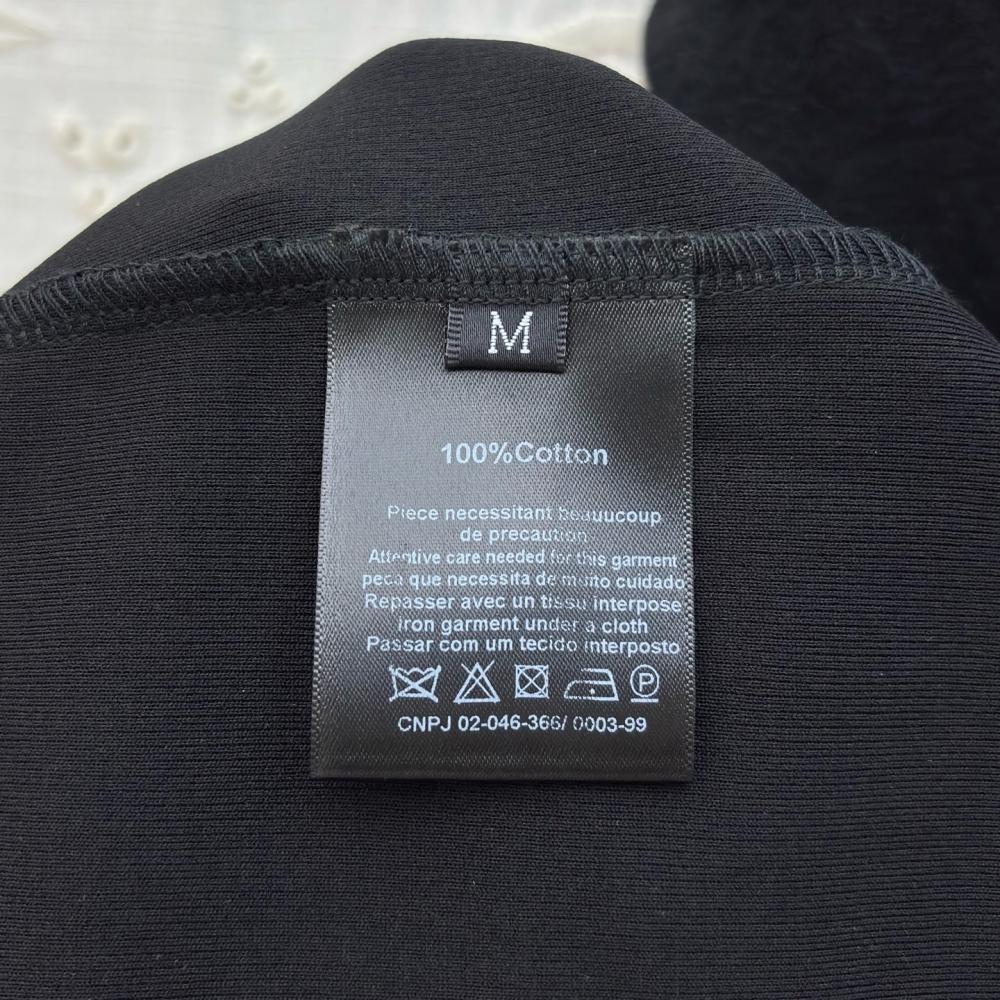 M
100%Cotton
Piece necessitant beauucoup
de precaution
Attentive care needed for this garment
peca que necessita de muito cuidado
Repasser avec un tissu interpose
iron garment under a cloth
Passar com um tecido interposto
P
CNPJ 02-046-366/ 0003-99